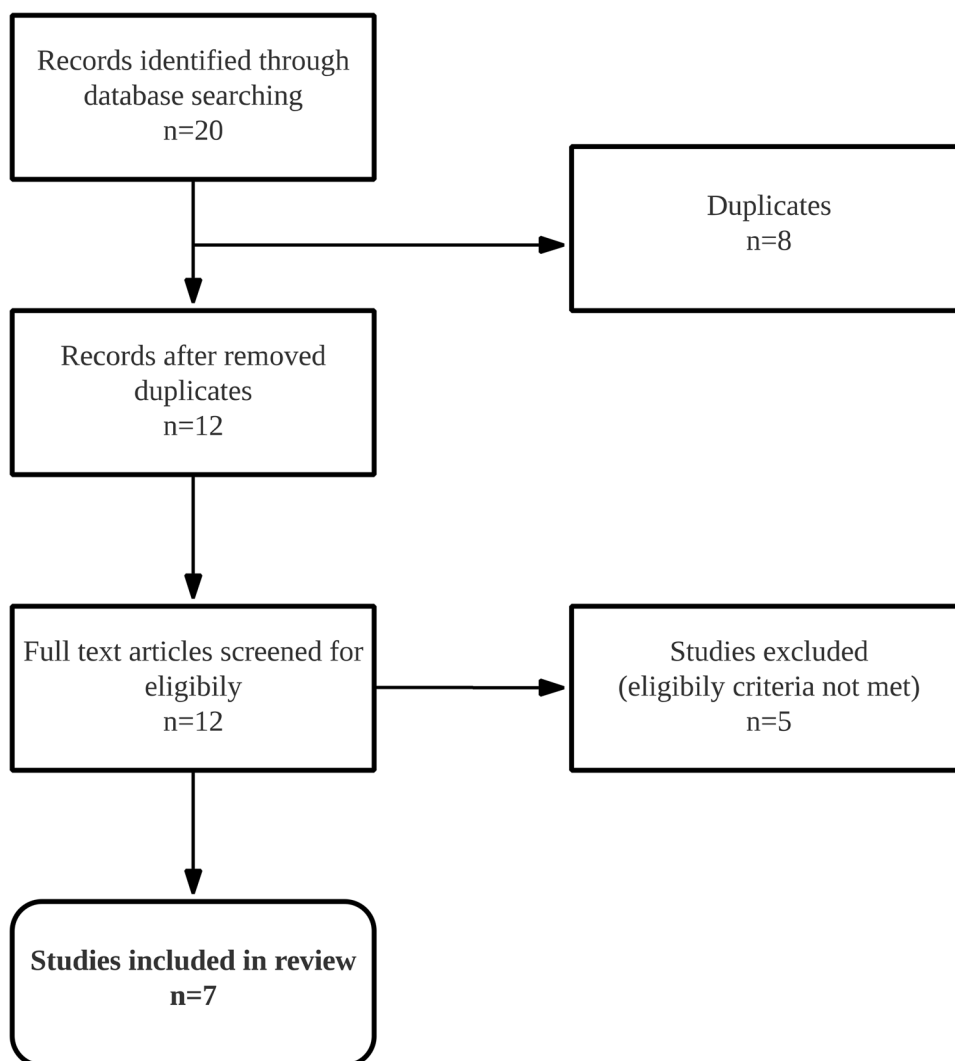 Records identified through
database searching
n=20
Duplicates
n=8
Records after removed
duplicates
n=12
Full text articles screened for
eligibily
n=12
Studies excluded
(eligibily criteria not met)
n=5
Studies included in review
n=7